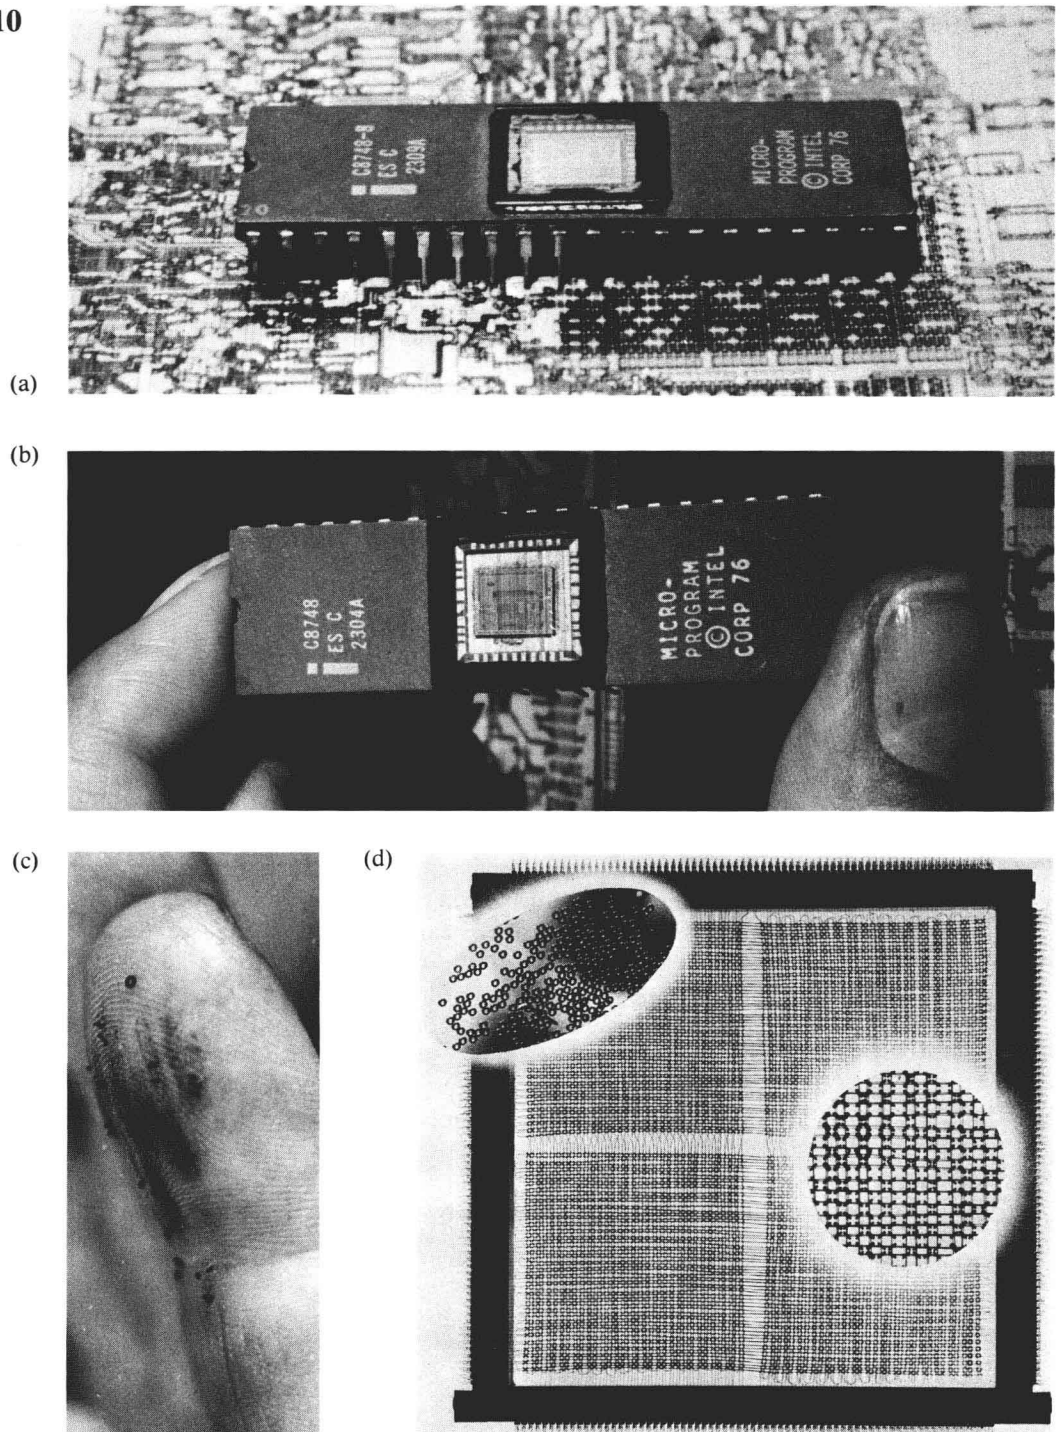 10
C8748-8
ES C
2309A
MICRO-
PROGRAM
© INTEL
CORP 76
(a)
(b)
C8748
ES C
2304A
MICRO-
PROGRAM
© INTEL
CORP 76
(c)
(d)